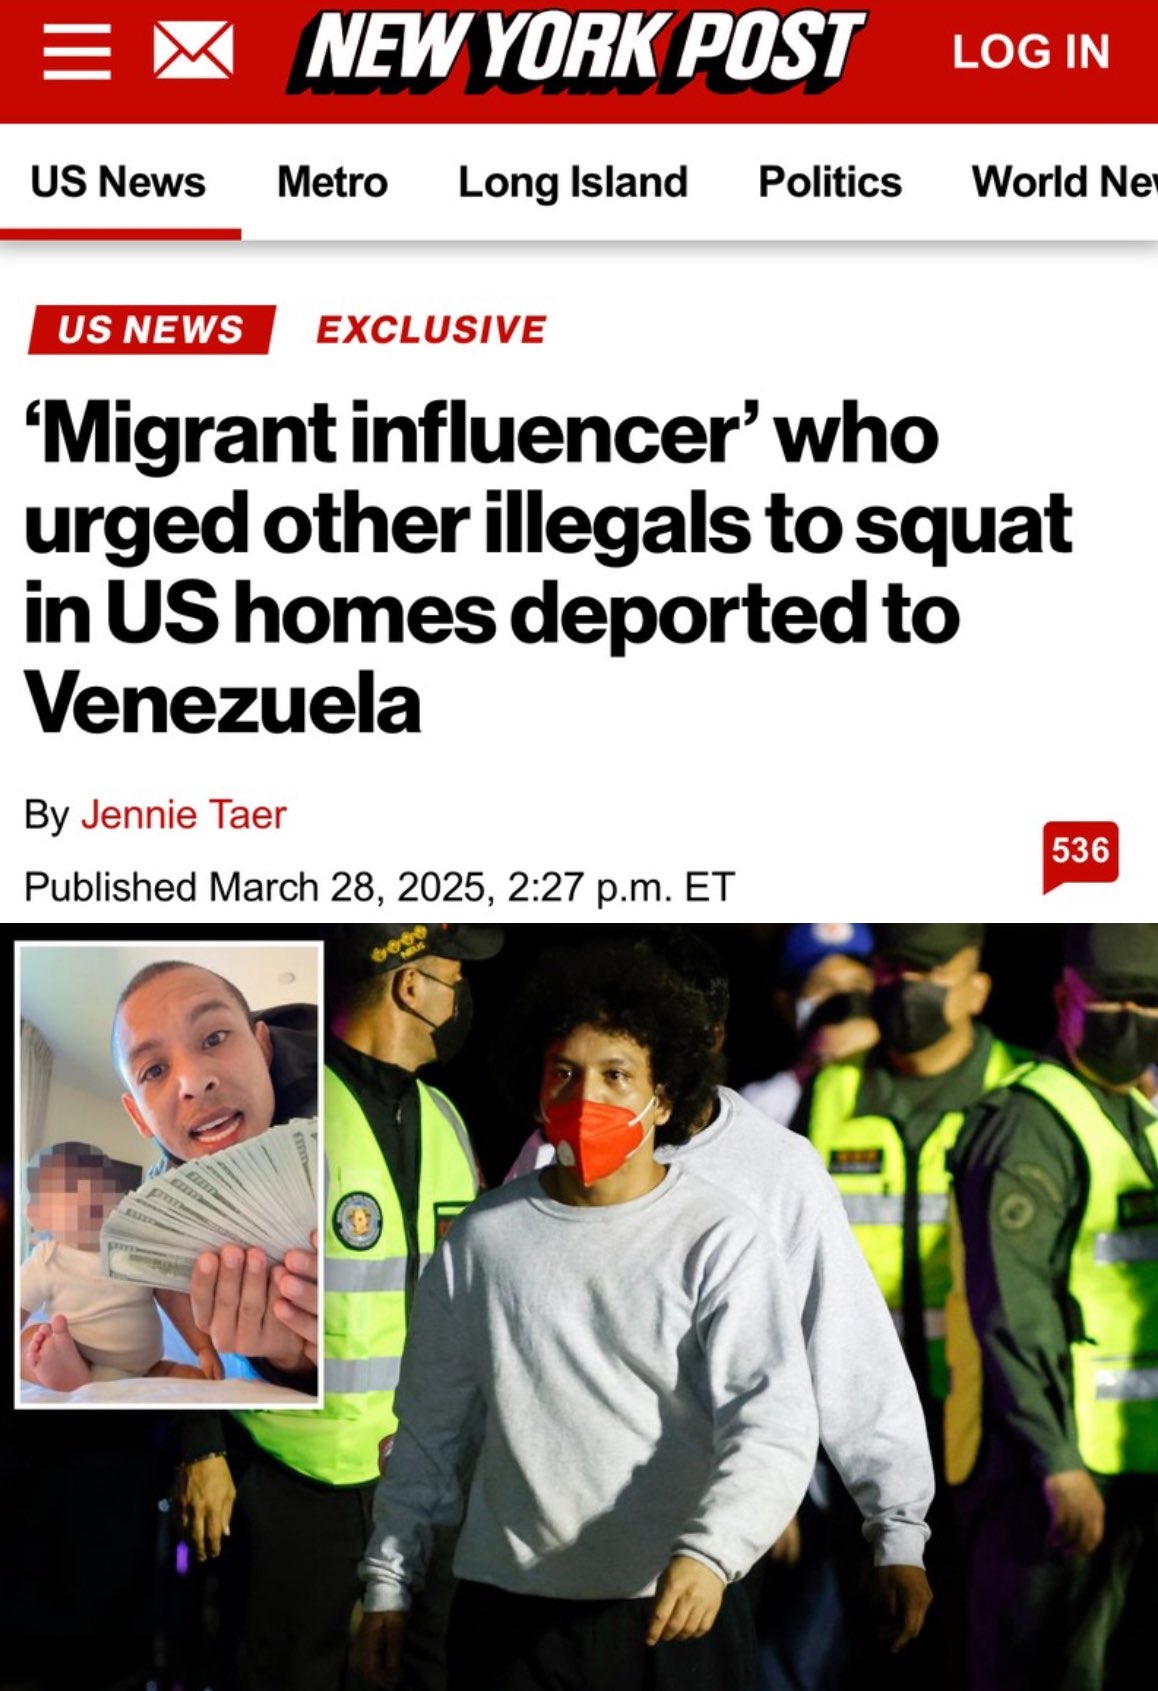 NEW YORK POST
LOG IN
US News
Metro
Long Island
Politics
World Ne
US NEWS
EXCLUSIVE
‘Migrant influencer’ who
urged other illegals to squat
in US homes deported to
Venezuela
By Jennie Taer
536
Published March 28, 2025, 2:27 p.m. ET